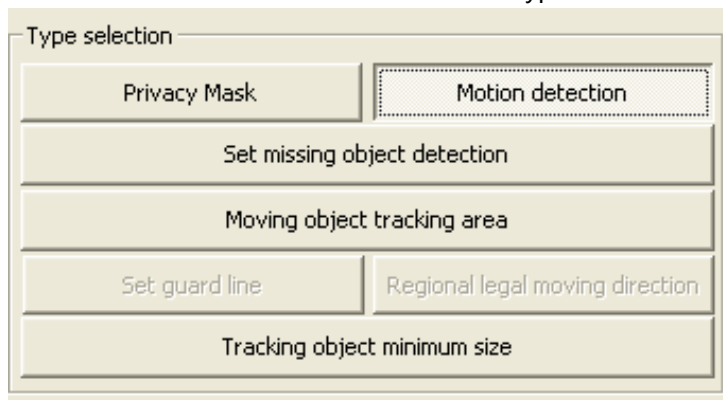 Type selection
Privacy Mask
Motion detection
Set missing object detection
Moving object tracking area
Set guard line
Regional legal moving direction
Tracking object minimum size